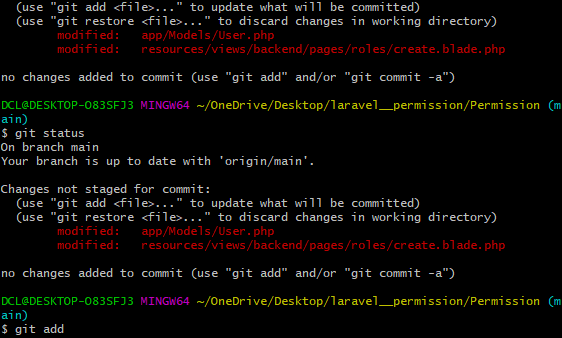 (use "git add <file>..." to update what will be committed)
(use "git restore <file>..." to discard changes in working directory)
modified: app/Models/User.php
modified: resources/views/backend/pages/roles/create.blade.php
no changes added to commit (use "git add" and/or "git commit -a")
DCL@DESKTOP-O83SFJ3 MINGW64 ~/OneDrive/Desktop/laravel__permission/Permission (m
ain)
$ git status
On branch main
Your branch is up to date with 'origin/main'.
Changes not staged for commit:
(use "git add <file>..." to update what will be committed)
(use "git restore <file>..." to discard changes in working directory)
modified: app/Models/User.php
modified: resources/views/backend/pages/roles/create.blade.php
no changes added to commit (use "git add" and/or "git commit -a")
DCL@DESKTOP-O83SFJ3 MINGW64 ~/OneDrive/Desktop/laravel__permission/Permission (m
ain)
$ git add